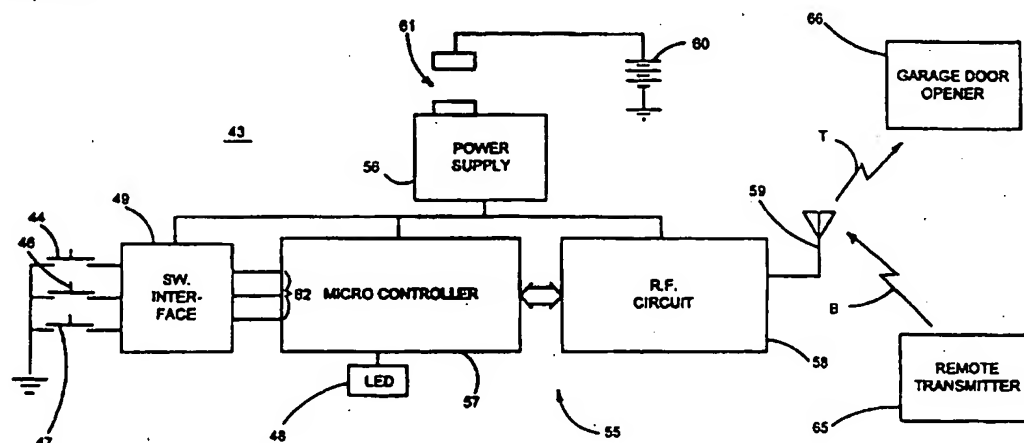 61
60
66
GARAGE DOOR
OPENER
43
POWER
SUPPLY
56
T
59
44
46
49
SW.
INTER-
FACE
62
MICRO CONTROLLER
R.F.
CIRCUIT
B
58
LED
57
48
55
47
REMOTE
TRANSMITTER
65